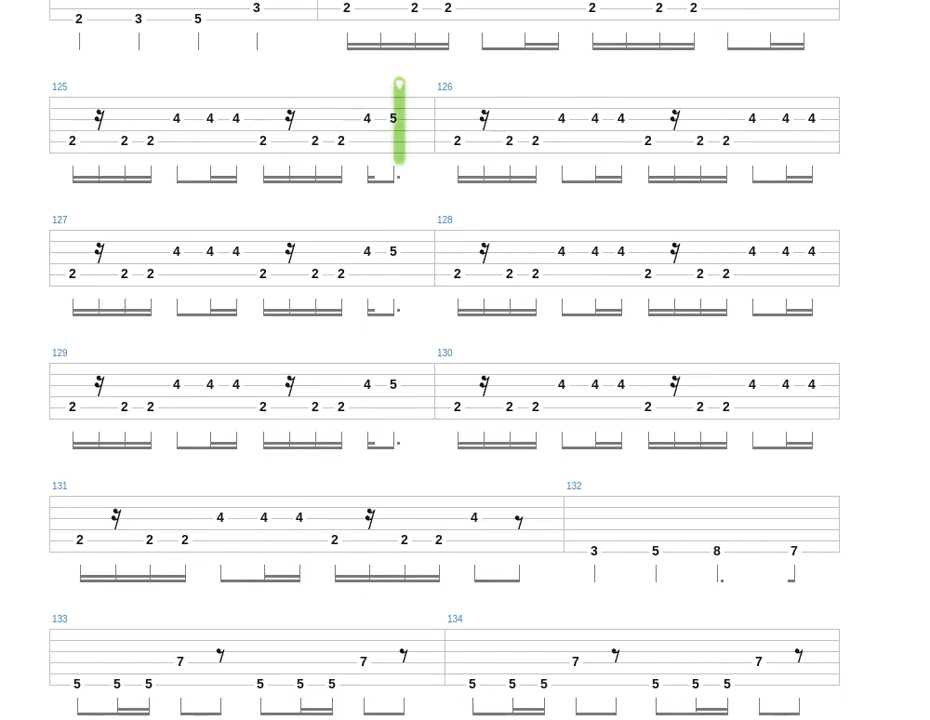 3 2 2 2 2 2 2
2 3 5
125 126
4 4 4 4 5 4 4 4 4 4 4
2 2 2 2 2 2 2 2 2 2 2 2
127 128
4 4 4 4 5 4 4 4 4 4 4
2 2 2 2 2 2 2 2 2 2 2 2
129 130
4 4 4 4 5 4 4 4 4 4 4
2 2 2 2 2 2 2 2 2 2 2 2
131 132
4 4 4 4
2 2 2 2 2 2
3 5 8 7
133 134
7 7 7 7
5 5 5 5 5 5 5 5 5 5 5 5